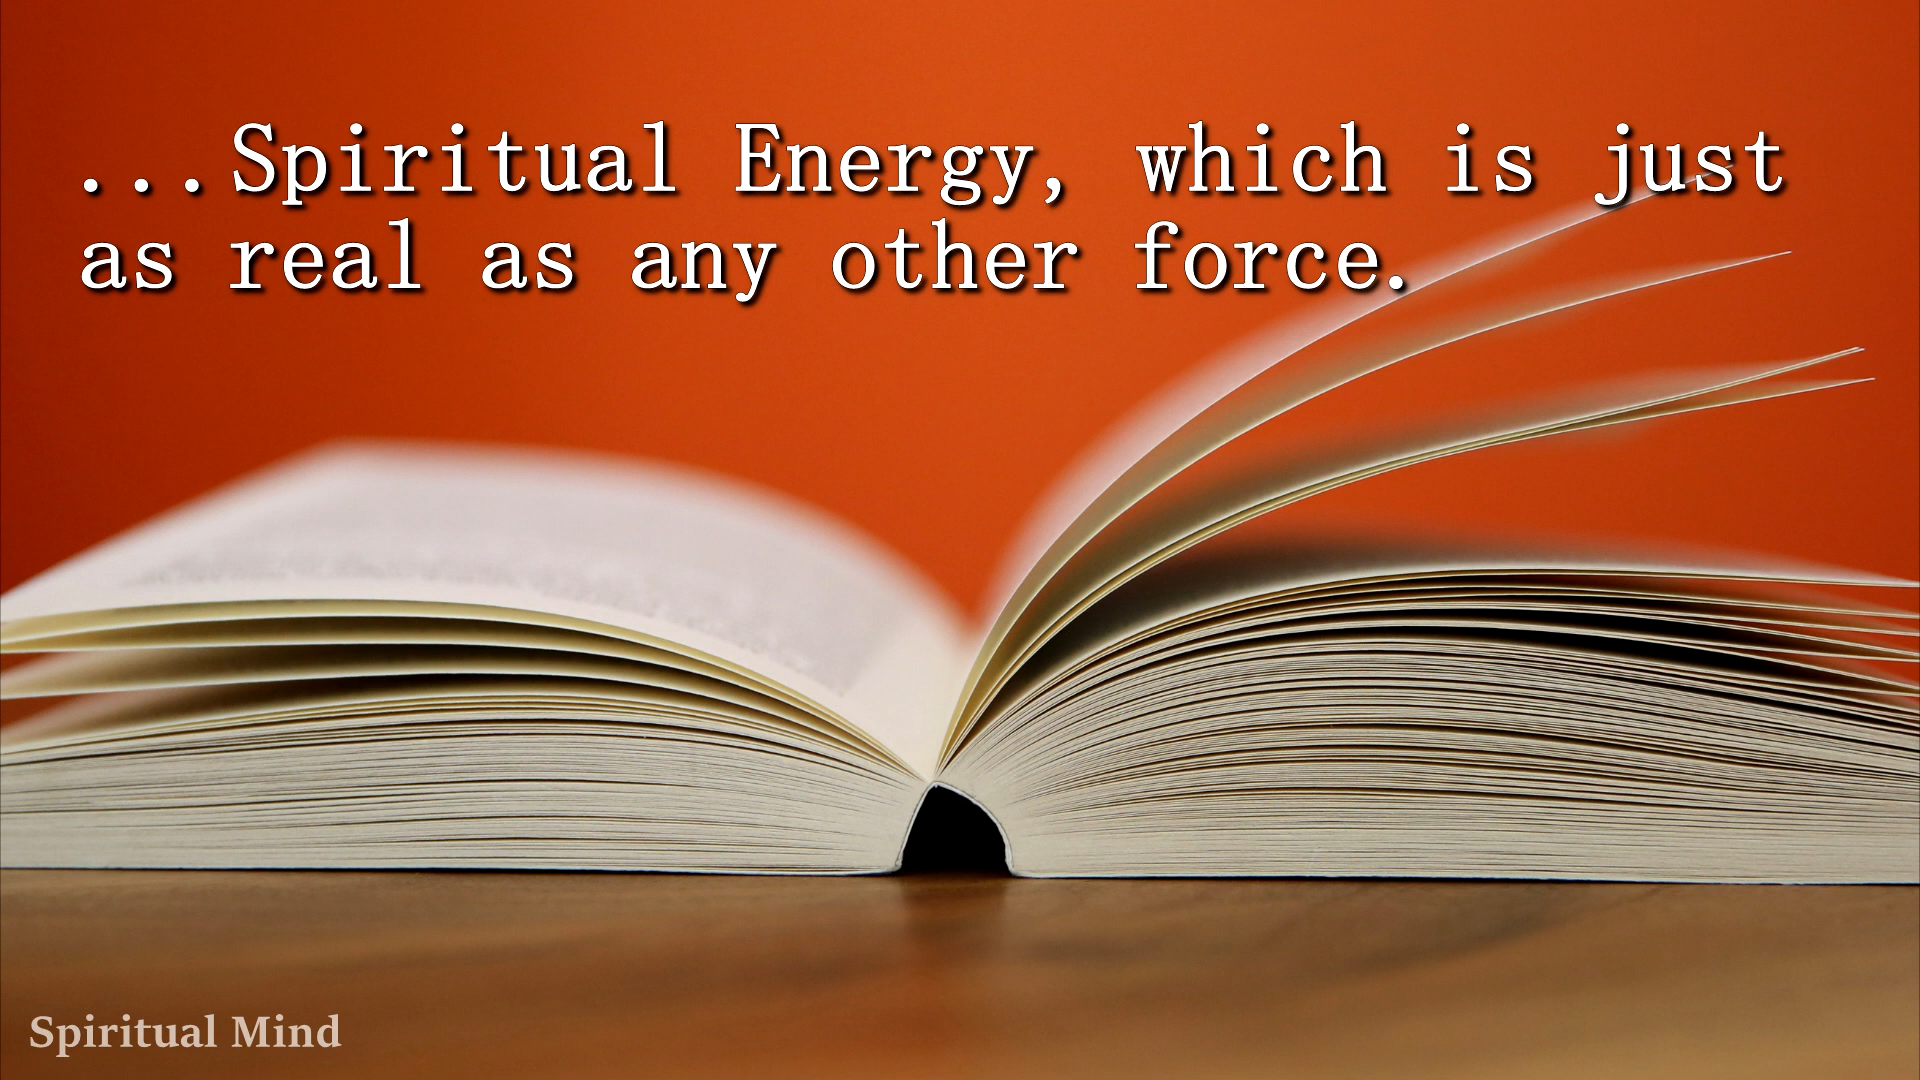 ...Spiritual Energy, which is just
as real as any other force.
Spiritual Mind